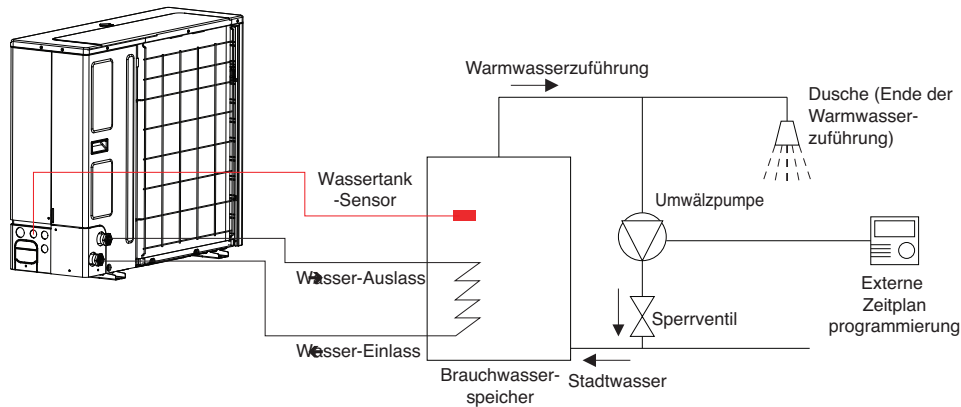 Warmwasserzuführung
Dusche (Ende der
Warmwasser-
zuführung)
Wassertank
-Sensor
Umwälzpumpe
Wasser-Auslass
Externe
Zeitplan
programmierung
Sperrventil
Wasser-Einlass
Brauchwasser-
speicher
Stadtwasser